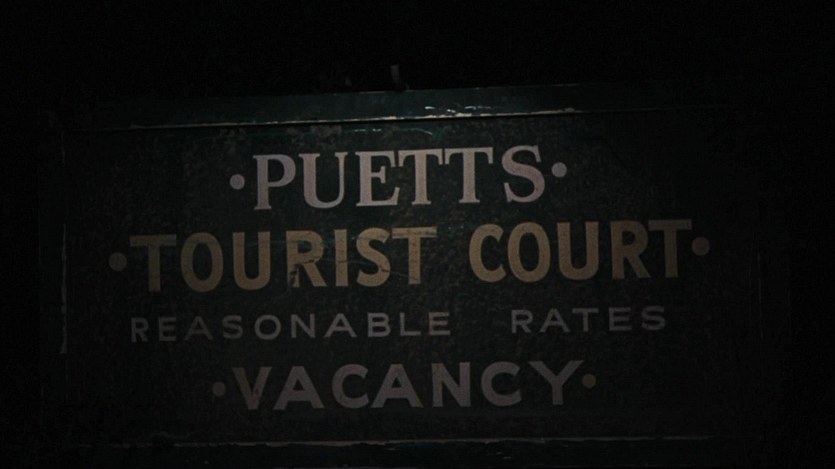 ·PUETTS·
·TOURIST COURT·
REASONABLE RATES
·VACANCY·